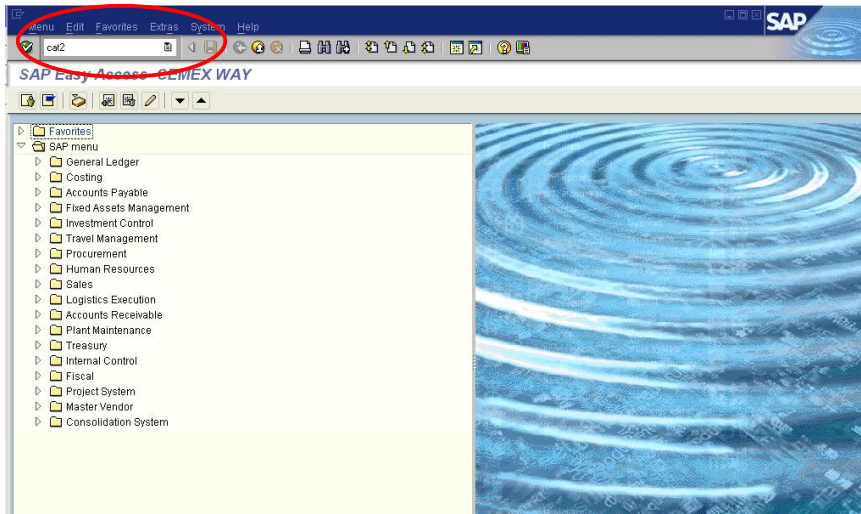 Menu Edit Favorites Extras System Help
SAP
cat2
SAP Easy Access CEMEX WAY
Favorites
SAP menu
General Ledger
Costing
Accounts Payable
Fixed Assets Management
Investment Control
Travel Management
Procurement
Human Resources
Sales
Logistics Execution
Accounts Receivable
Plant Maintenance
Treasury
Internal Control
Fiscal
Project System
Master Vendor
Consolidation System